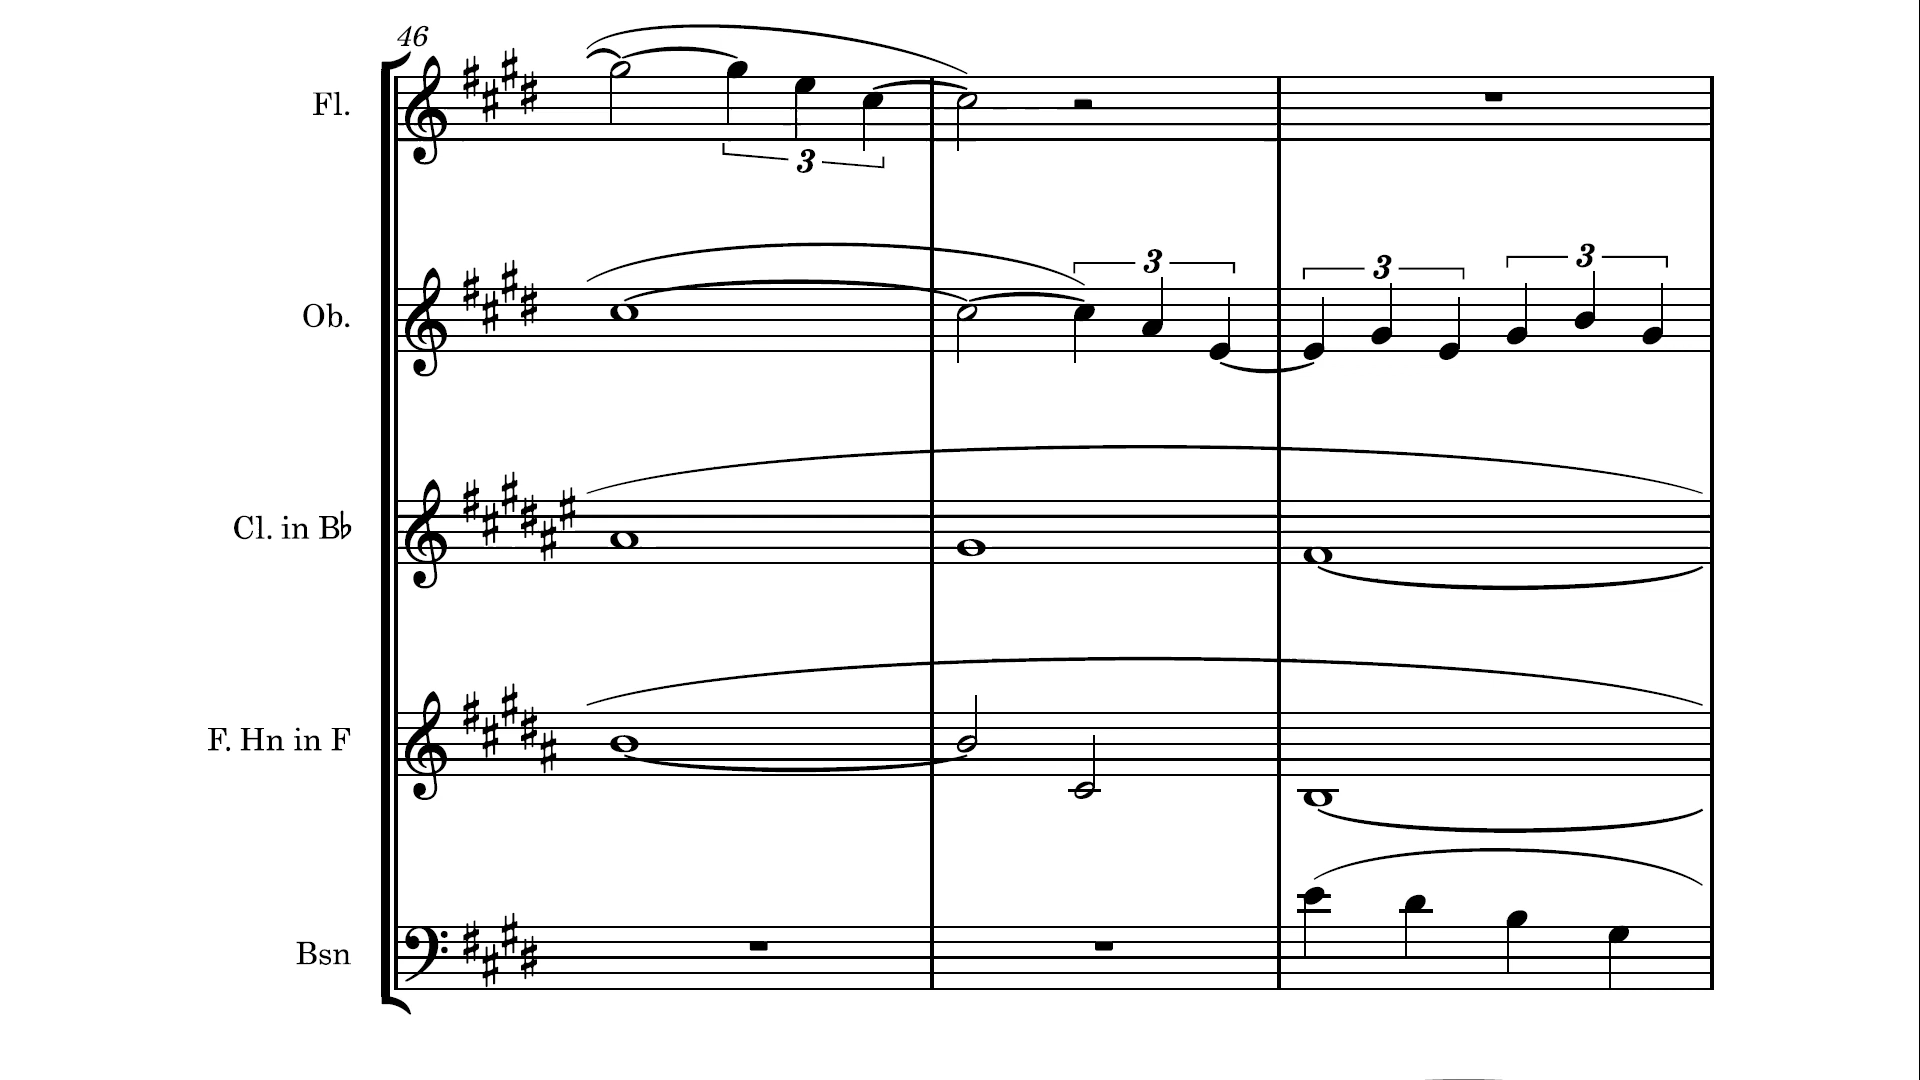 46
Fl.
3
3
3
3
Ob.
Cl. in B♭
F. Hn in F
Bsn